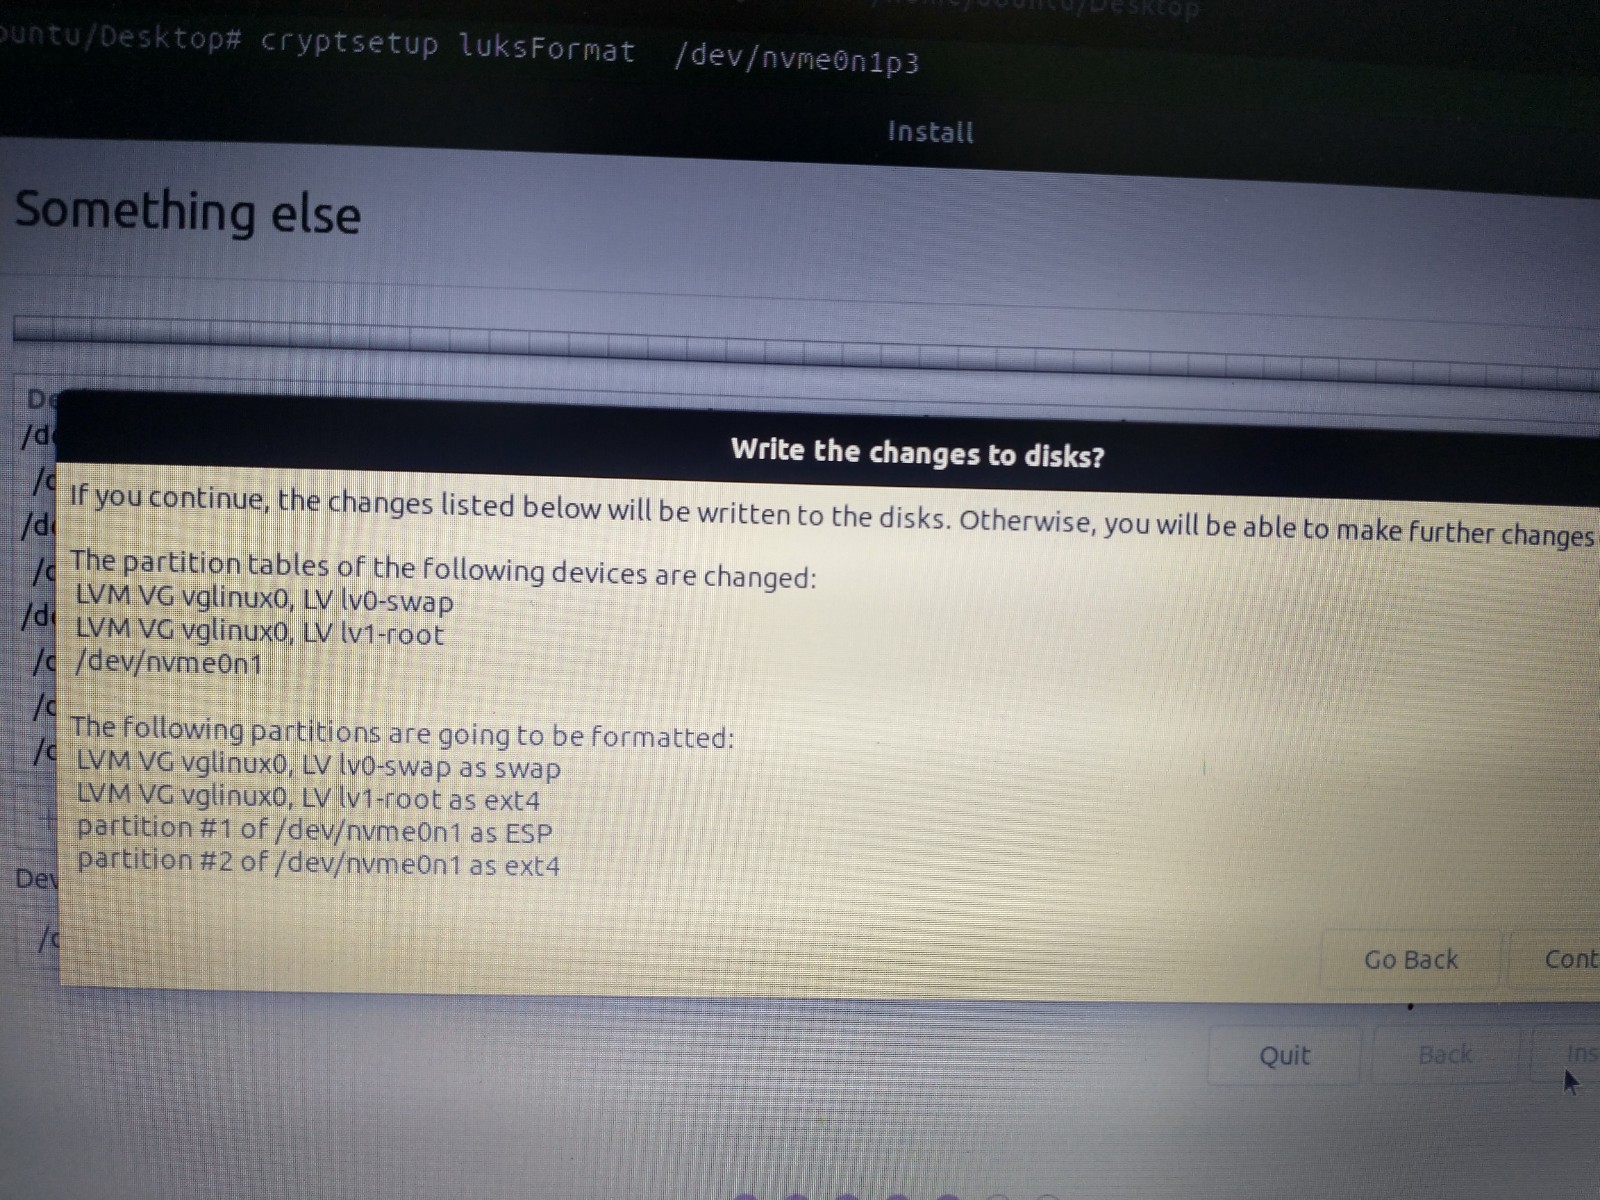 /Desktop
buntu/Desktop# cryptsetup luksFormat /dev/nvme0n1p3
Install
Something else
De
/de
/d
/de
/d
/de
/d
/d
/d
Write the changes to disks?
If you continue, the changes listed below will be written to the disks. Otherwise, you will be able to make further changes
The partition tables of the following devices are changed:
LVM VG vglinux0, LV lv0-swap
LVM VG vglinux0, LV lv1-root
/dev/nvme0n1
The following partitions are going to be formatted:
LVM VG vglinux0, LV lv0-swap as swap
LVM VG vglinux0, LV lv1-root as ext4
partition #1 of /dev/nvme0n1 as ESP
partition #2 of /dev/nvme0n1 as ext4
+
Dev
/d
Go Back
Cont
Quit
Back
Ins